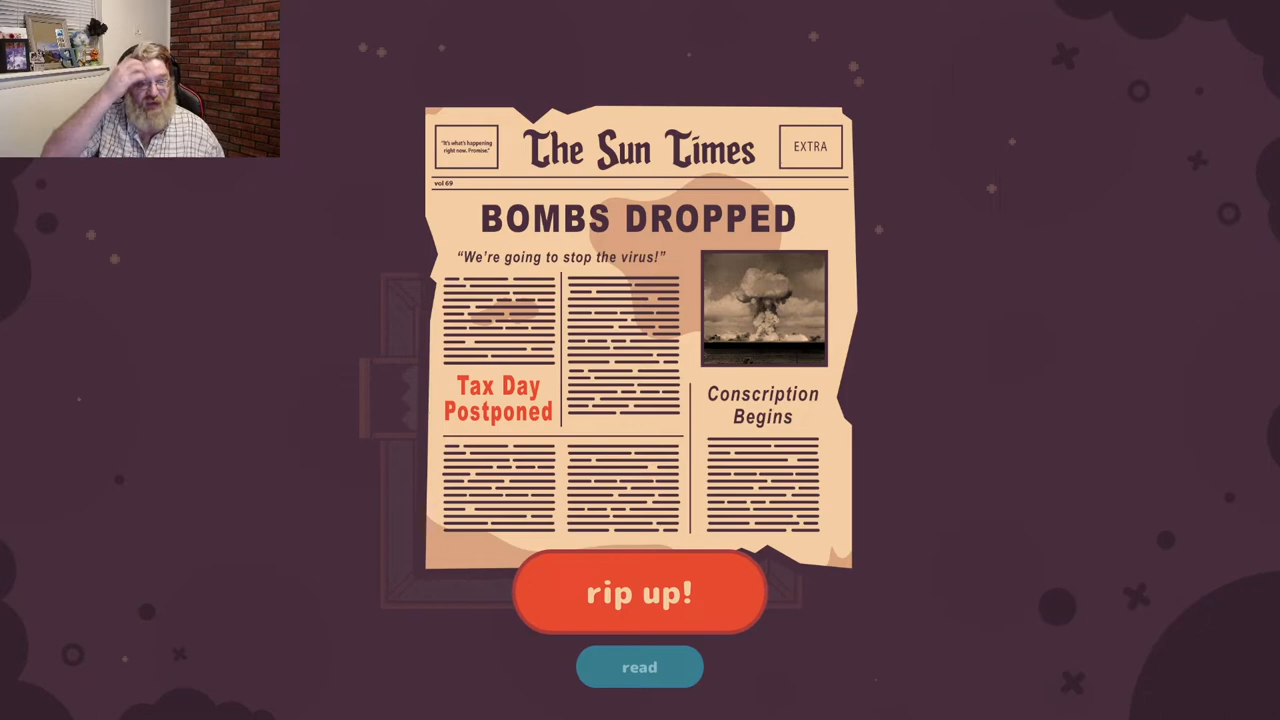 "It's what's happening
right now. Promise."
The Sun Times
EXTRA
vol 69
BOMBS DROPPED
“We’re going to stop the virus!”
Tax Day
Postponed
Conscription
Begins
rip up!
read